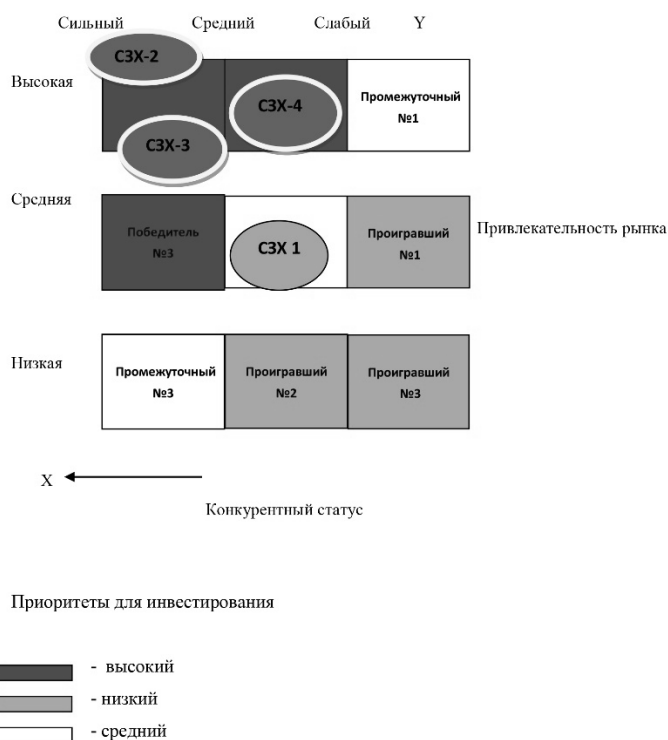 Сильный Средний Слабый Y
СЗХ-2
Высокая
Промежуточный
№1
СЗХ-4
СЗХ-3
Средняя
Победитель
№3
СЗХ 1
Проигравший
№1
Привлекательность рынка
Низкая
Промежуточный
№3
Проигравший
№2
Проигравший
№3
X
Конкурентный статус
Приоритеты для инвестирования
- высокий
- низкий
- средний